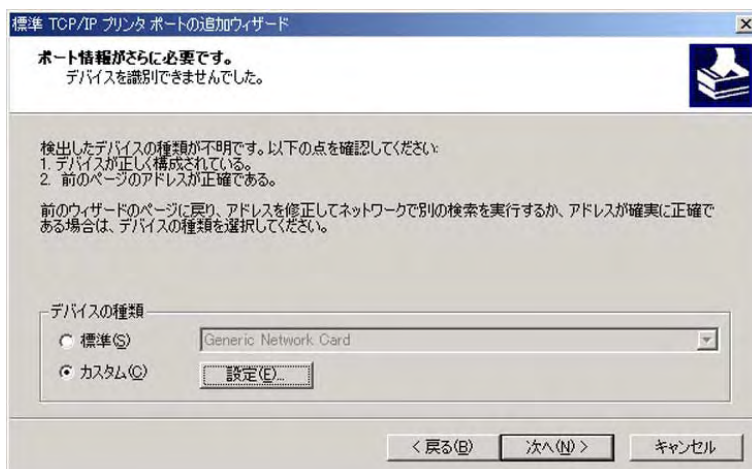 標準 TCP/IP プリンタ ポートの追加ウィザード
ポート情報がさらに必要です。
デバイスを識別できませんでした。
検出したデバイスの種類が不明です。以下の点を確認してください:
1. デバイスが正しく構成されている。
2. 前のページのアドレスが正確である。
前のウィザードのページに戻り、アドレスを修正してネットワークで別の検索を実行するか、アドレスが確実に正確で
ある場合は、デバイスの種類を選択してください。
デバイスの種類
標準(S)
Generic Network Card
カスタム(C)
設定(E)...
< 戻る(B)
次へ(N) >
キャンセル